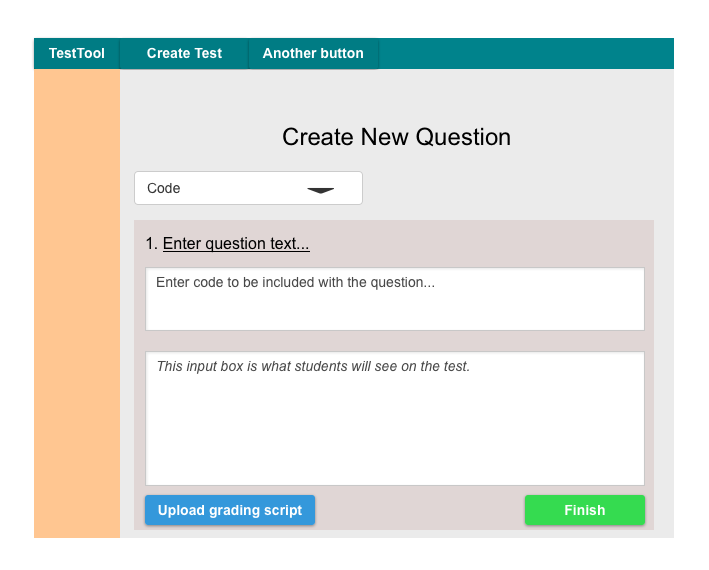 TestTool Create Test Another button
Create New Question
Code
1. Enter question text...
Enter code to be included with the question...
This input box is what students will see on the test.
Upload grading script Finish